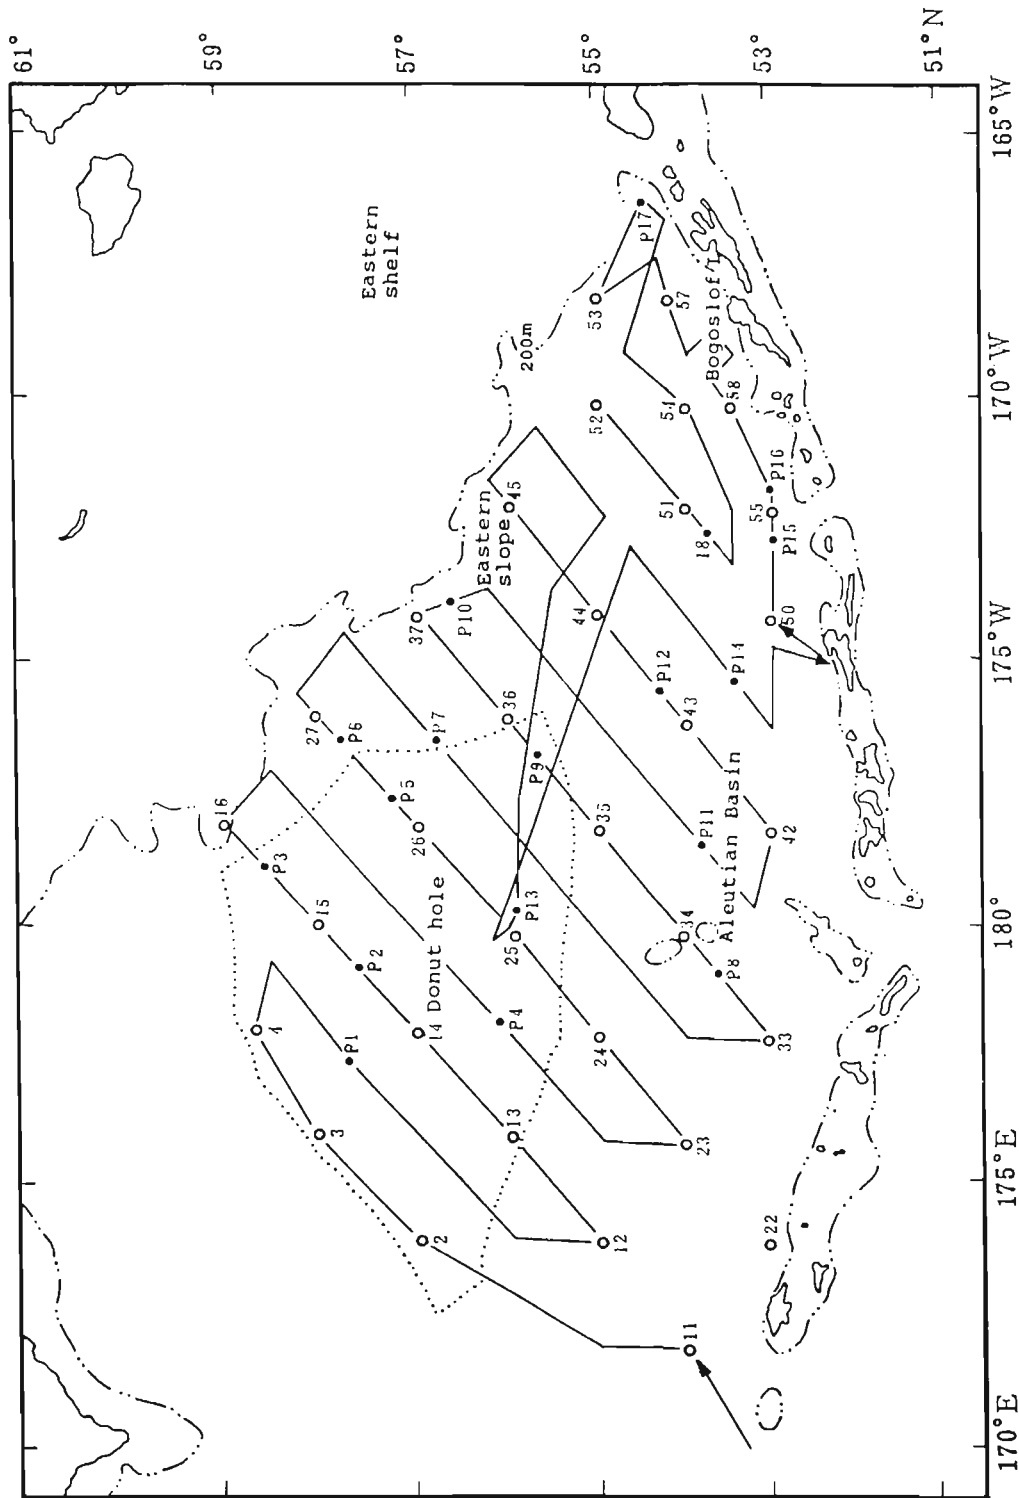 61°
59°
57°
55°
53°
51°N
165°W
170°W
175°W
180°
175°E
170°E
Eastern
shelf
200m
Eastern
slope
Bogoslof I
Donut hole
Aleutian Basin
2
3
4
11
12
13
14
15
16
22
23
24
25
26
27
33
34
35
36
37
42
43
44
45
50
51
52
53
54
55
57
58
P1
P2
P3
P4
P5
P6
P7
P8
P9
P10
P11
P12
P13
P14
P15
P16
P17
18